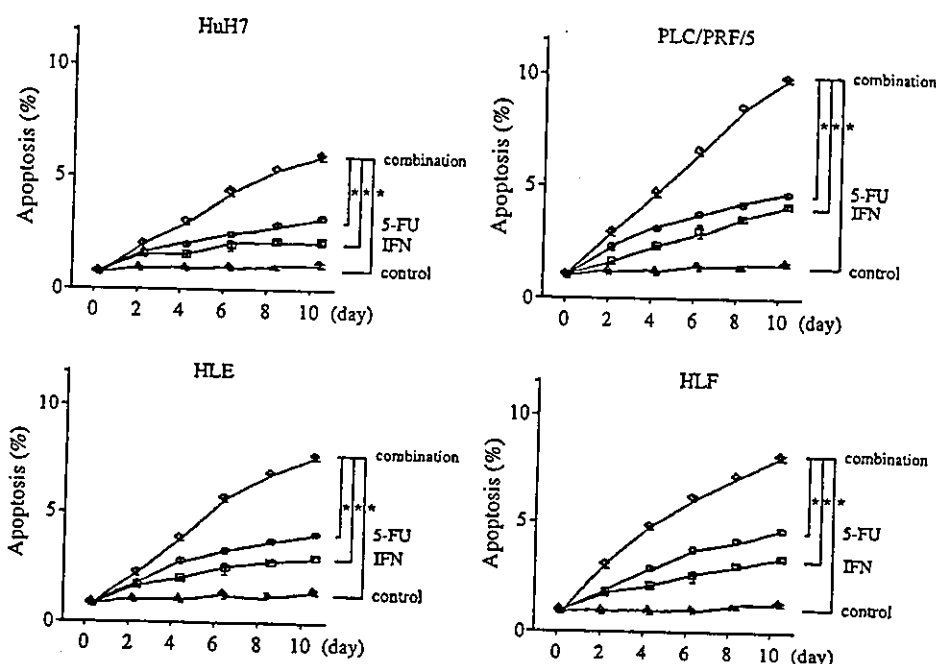 HuH7
Apoptosis (%)
10
5
0
combination
* * *
5-FU
IFN
control
0 2 4 6 8 10 (day)
PLC/PRF/5
Apoptosis (%)
10
5
0
combination
* * *
5-FU
IFN
control
0 2 4 6 8 10 (day)
HLE
Apoptosis (%)
10
5
0
combination
* * *
5-FU
IFN
control
0 2 4 6 8 10 (day)
HLF
Apoptosis (%)
10
5
0
combination
* * *
5-FU
IFN
control
0 2 4 6 8 10 (day)